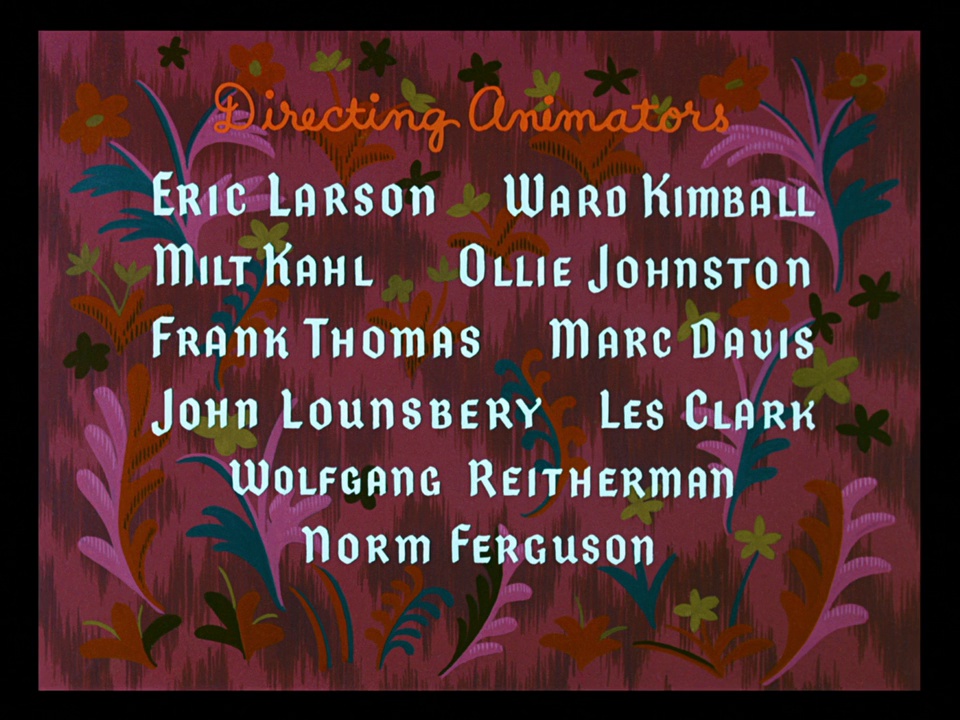 Directing Animators
Eric Larson Ward Kimball
Milt Kahl Ollie Johnston
Frank Thomas Marc Davis
John Lounsbery Les Clark
Wolfgang Reitherman
Norm Ferguson